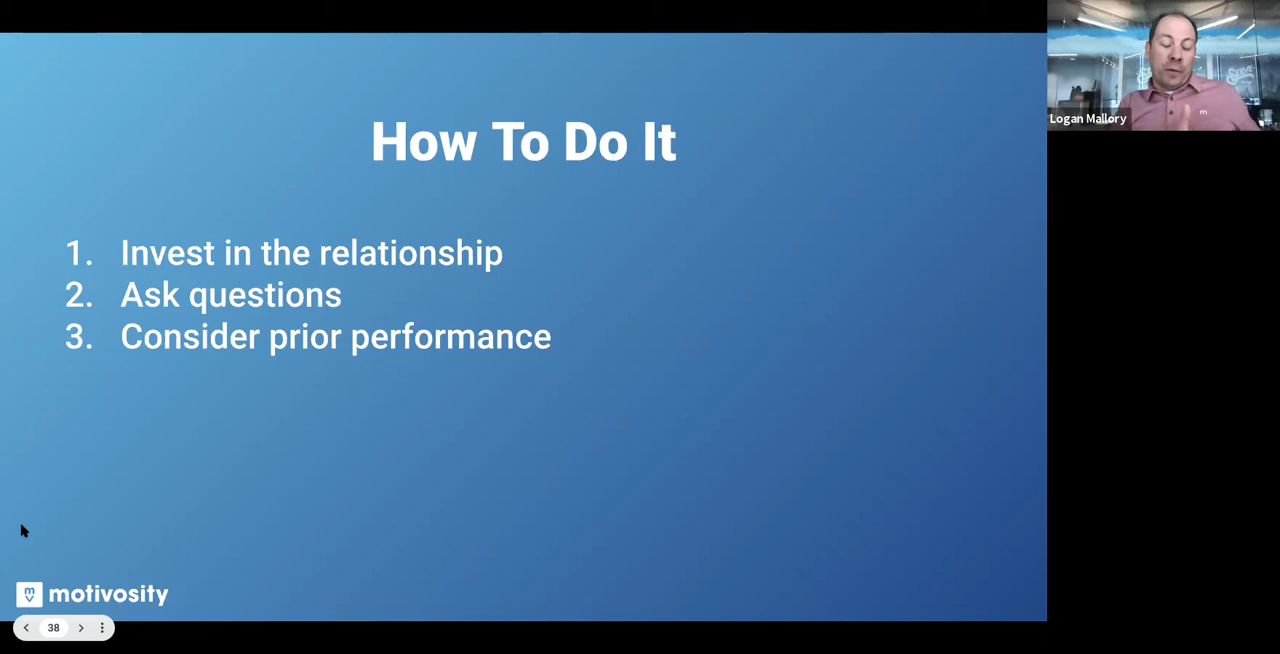 How To Do It
1. Invest in the relationship
2. Ask questions
3. Consider prior performance
motivosity
38
Logan Mallory